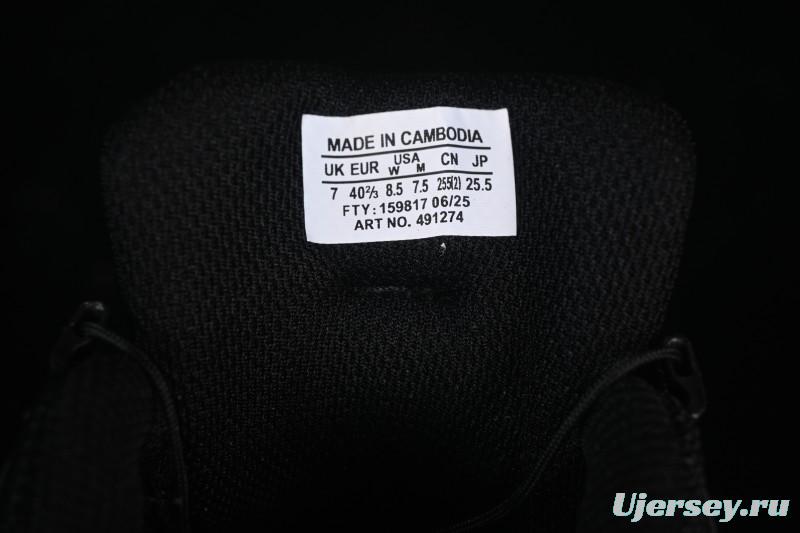 MADE IN CAMBODIA
UK EUR USA W M CN JP
7 40⅔ 8.5 7.5 255(2) 25.5
FTY: 159817 06/25
ART NO. 491274
Ujersey.ru